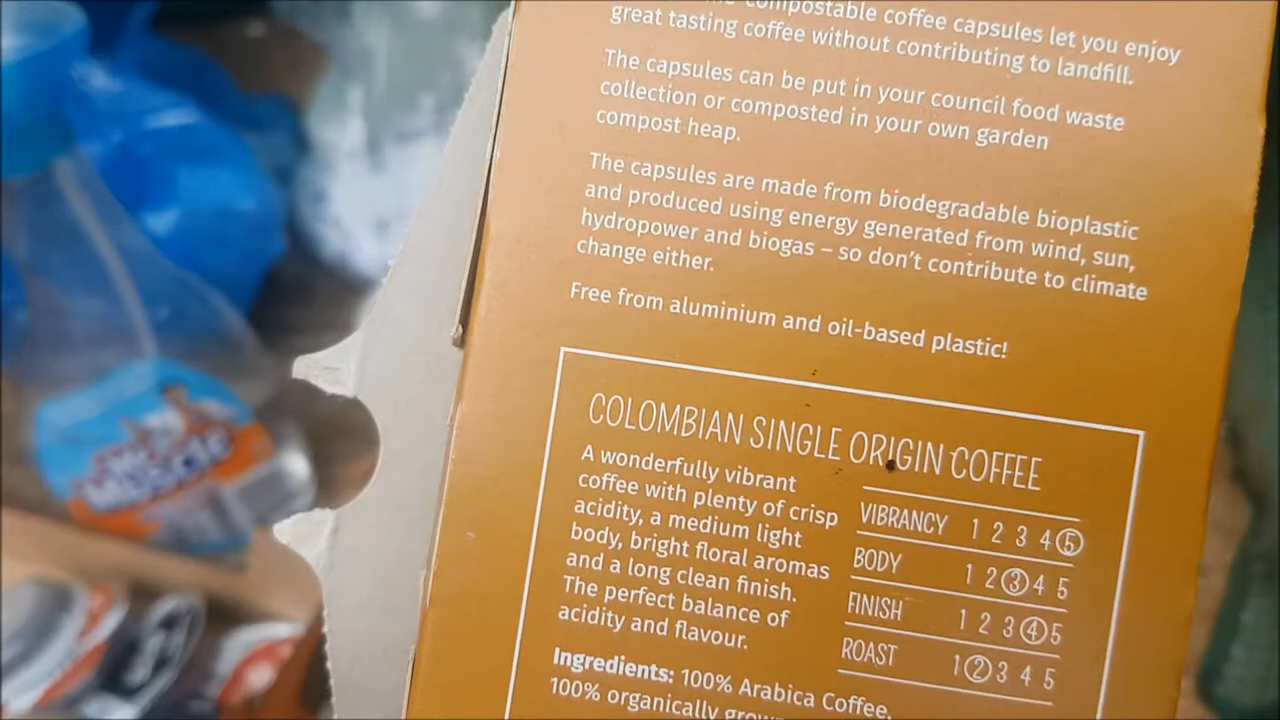 compostable coffee capsules let you enjoy
great tasting coffee without contributing to landfill.
The capsules can be put in your council food waste
collection or composted in your own garden
compost heap.
The capsules are made from biodegradable bioplastic
and produced using energy generated from wind, sun,
hydropower and biogas – so don't contribute to climate
change either.
Free from aluminium and oil-based plastic!
COLOMBIAN SINGLE ORIGIN COFFEE
A wonderfully vibrant
coffee with plenty of crisp
acidity, a medium light
body, bright floral aromas
and a long clean finish.
The perfect balance of
acidity and flavour.
VIBRANCY 1 2 3 4 5
BODY 1 2 3 4 5
FINISH 1 2 3 4 5
ROAST 1 2 3 4 5
Ingredients: 100% Arabica Coffee.
100% organically
Mr Muscle